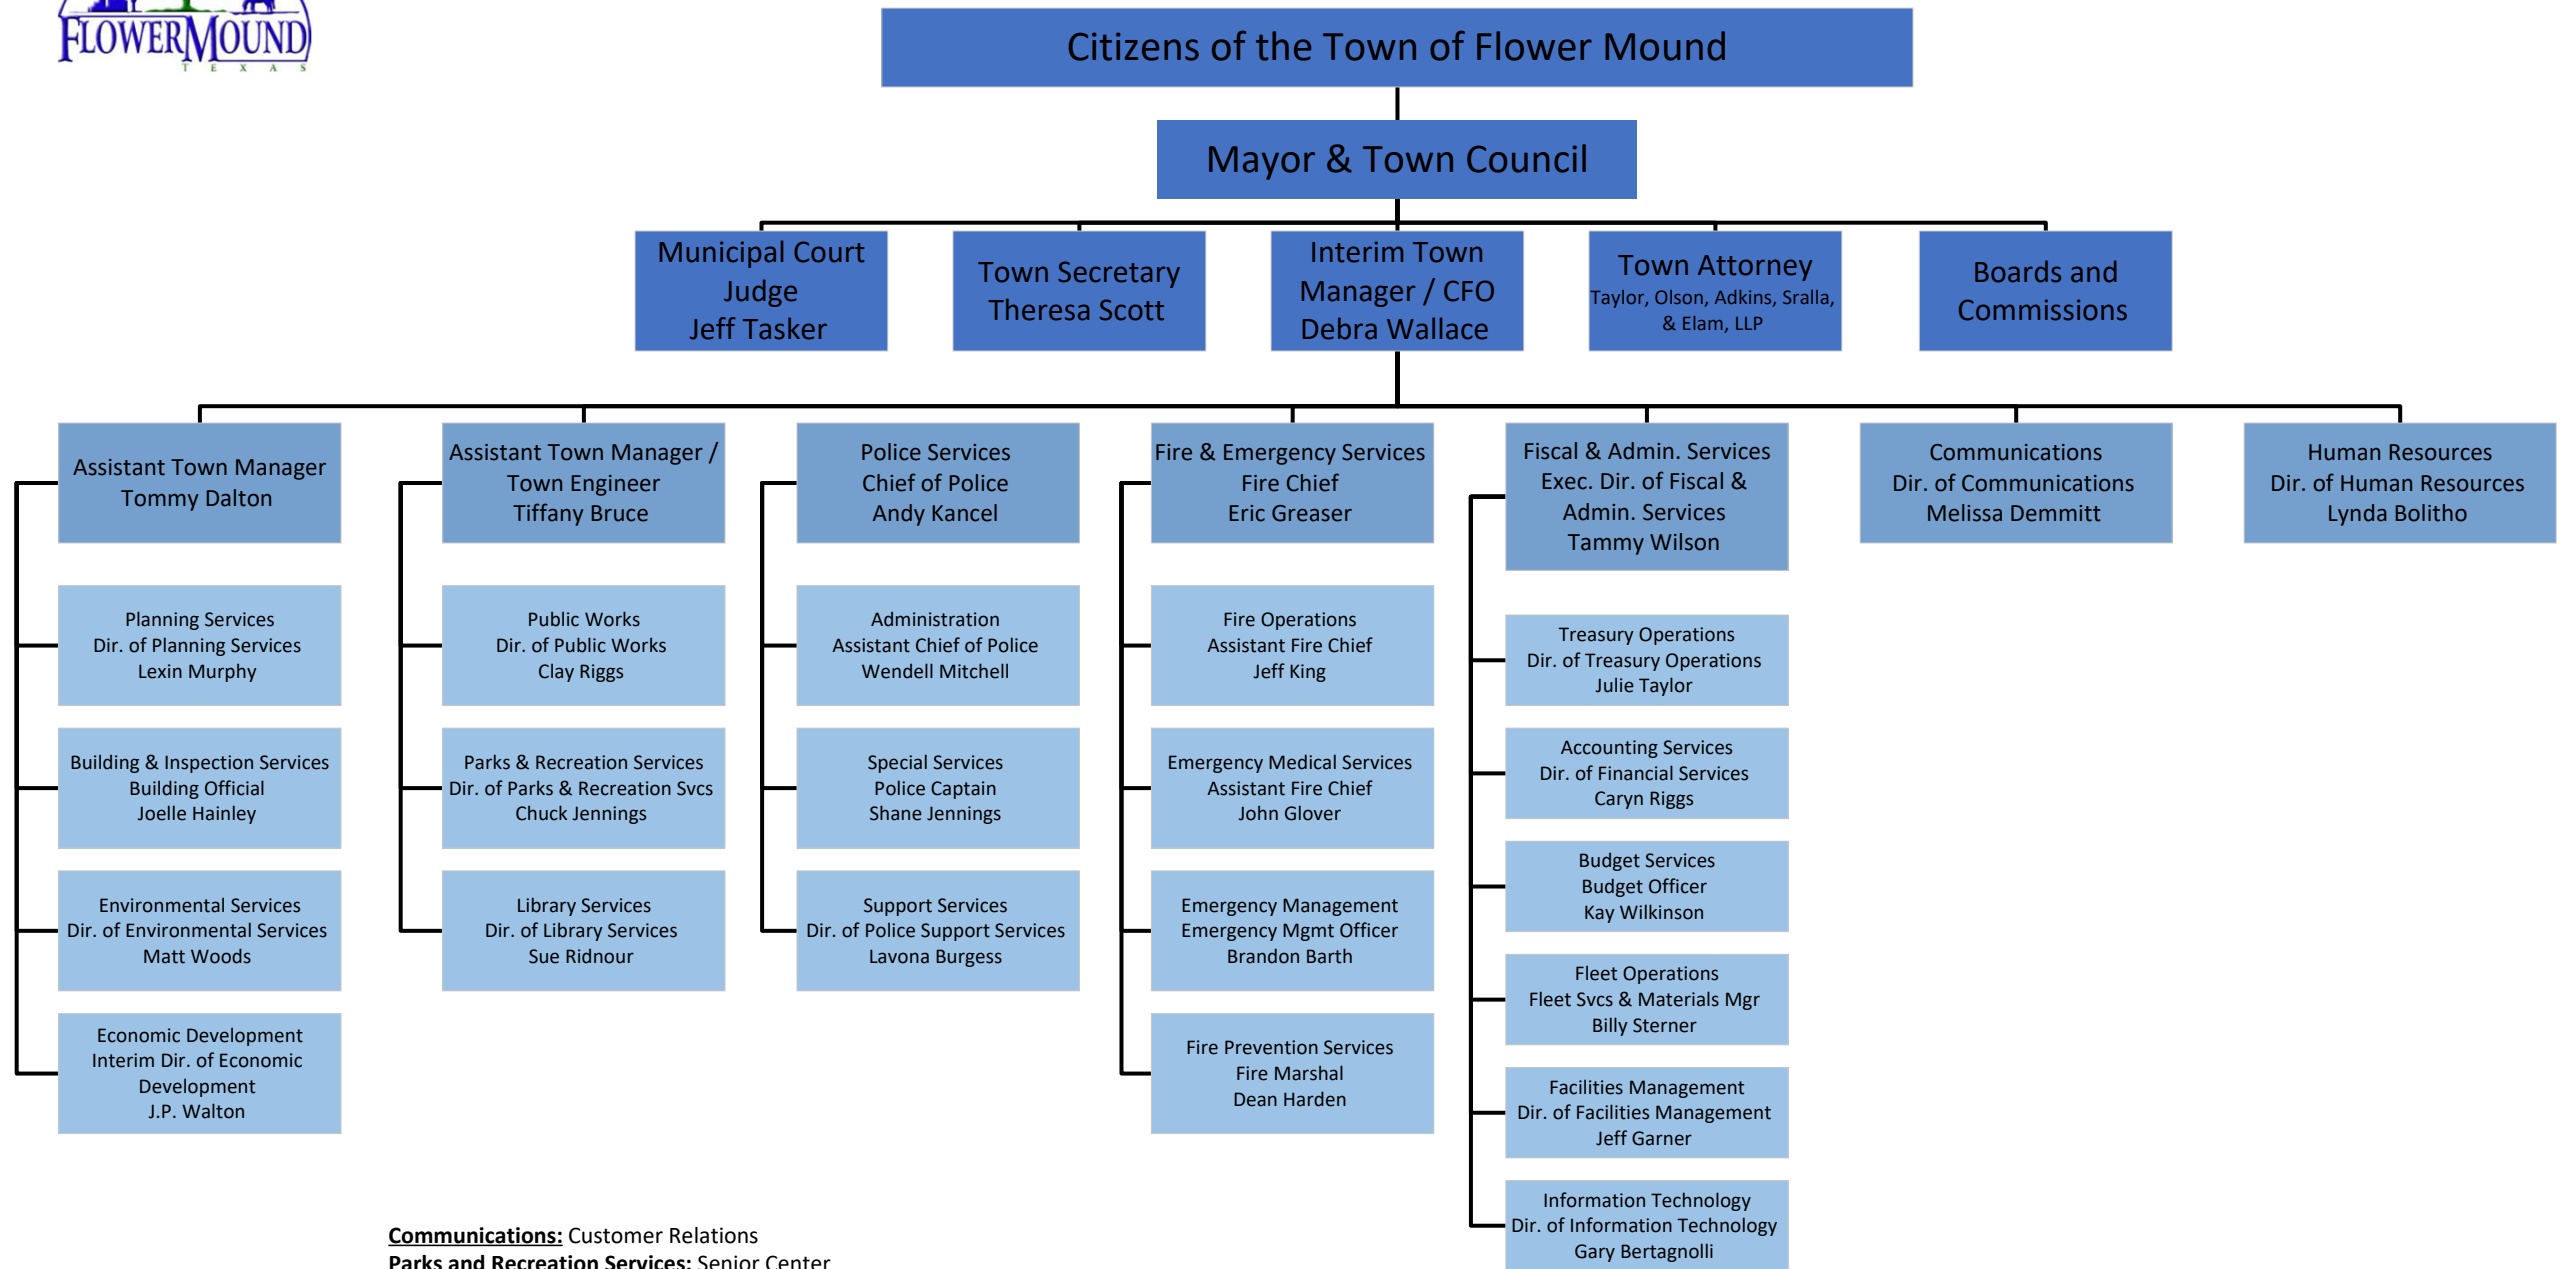 FLOWER MOUND
TEXAS
Citizens of the Town of Flower Mound
Mayor & Town Council
Municipal Court
Judge
Jeff Tasker
Town Secretary
Theresa Scott
Interim Town
Manager / CFO
Debra Wallace
Town Attorney
Taylor, Olson, Adkins, Sralla,
& Elam, LLP
Boards and
Commissions
Assistant Town Manager
Tommy Dalton
Planning Services
Dir. of Planning Services
Lexin Murphy
Building & Inspection Services
Building Official
Joelle Hainley
Environmental Services
Dir. of Environmental Services
Matt Woods
Economic Development
Interim Dir. of Economic
Development
J.P. Walton
Assistant Town Manager /
Town Engineer
Tiffany Bruce
Public Works
Dir. of Public Works
Clay Riggs
Parks & Recreation Services
Dir. of Parks & Recreation Svcs
Chuck Jennings
Library Services
Dir. of Library Services
Sue Ridnour
Police Services
Chief of Police
Andy Kancel
Administration
Assistant Chief of Police
Wendell Mitchell
Special Services
Police Captain
Shane Jennings
Support Services
Dir. of Police Support Services
Lavona Burgess
Fire & Emergency Services
Fire Chief
Eric Greaser
Fire Operations
Assistant Fire Chief
Jeff King
Emergency Medical Services
Assistant Fire Chief
John Glover
Emergency Management
Emergency Mgmt Officer
Brandon Barth
Fire Prevention Services
Fire Marshal
Dean Harden
Fiscal & Admin. Services
Exec. Dir. of Fiscal &
Admin. Services
Tammy Wilson
Treasury Operations
Dir. of Treasury Operations
Julie Taylor
Accounting Services
Dir. of Financial Services
Caryn Riggs
Budget Services
Budget Officer
Kay Wilkinson
Fleet Operations
Fleet Svcs & Materials Mgr
Billy Sterner
Facilities Management
Dir. of Facilities Management
Jeff Garner
Information Technology
Dir. of Information Technology
Gary Bertagnolli
Communications
Dir. of Communications
Melissa Demmitt
Human Resources
Dir. of Human Resources
Lynda Bolitho
Communications: Customer Relations
Parks and Recreation Services: Senior Center